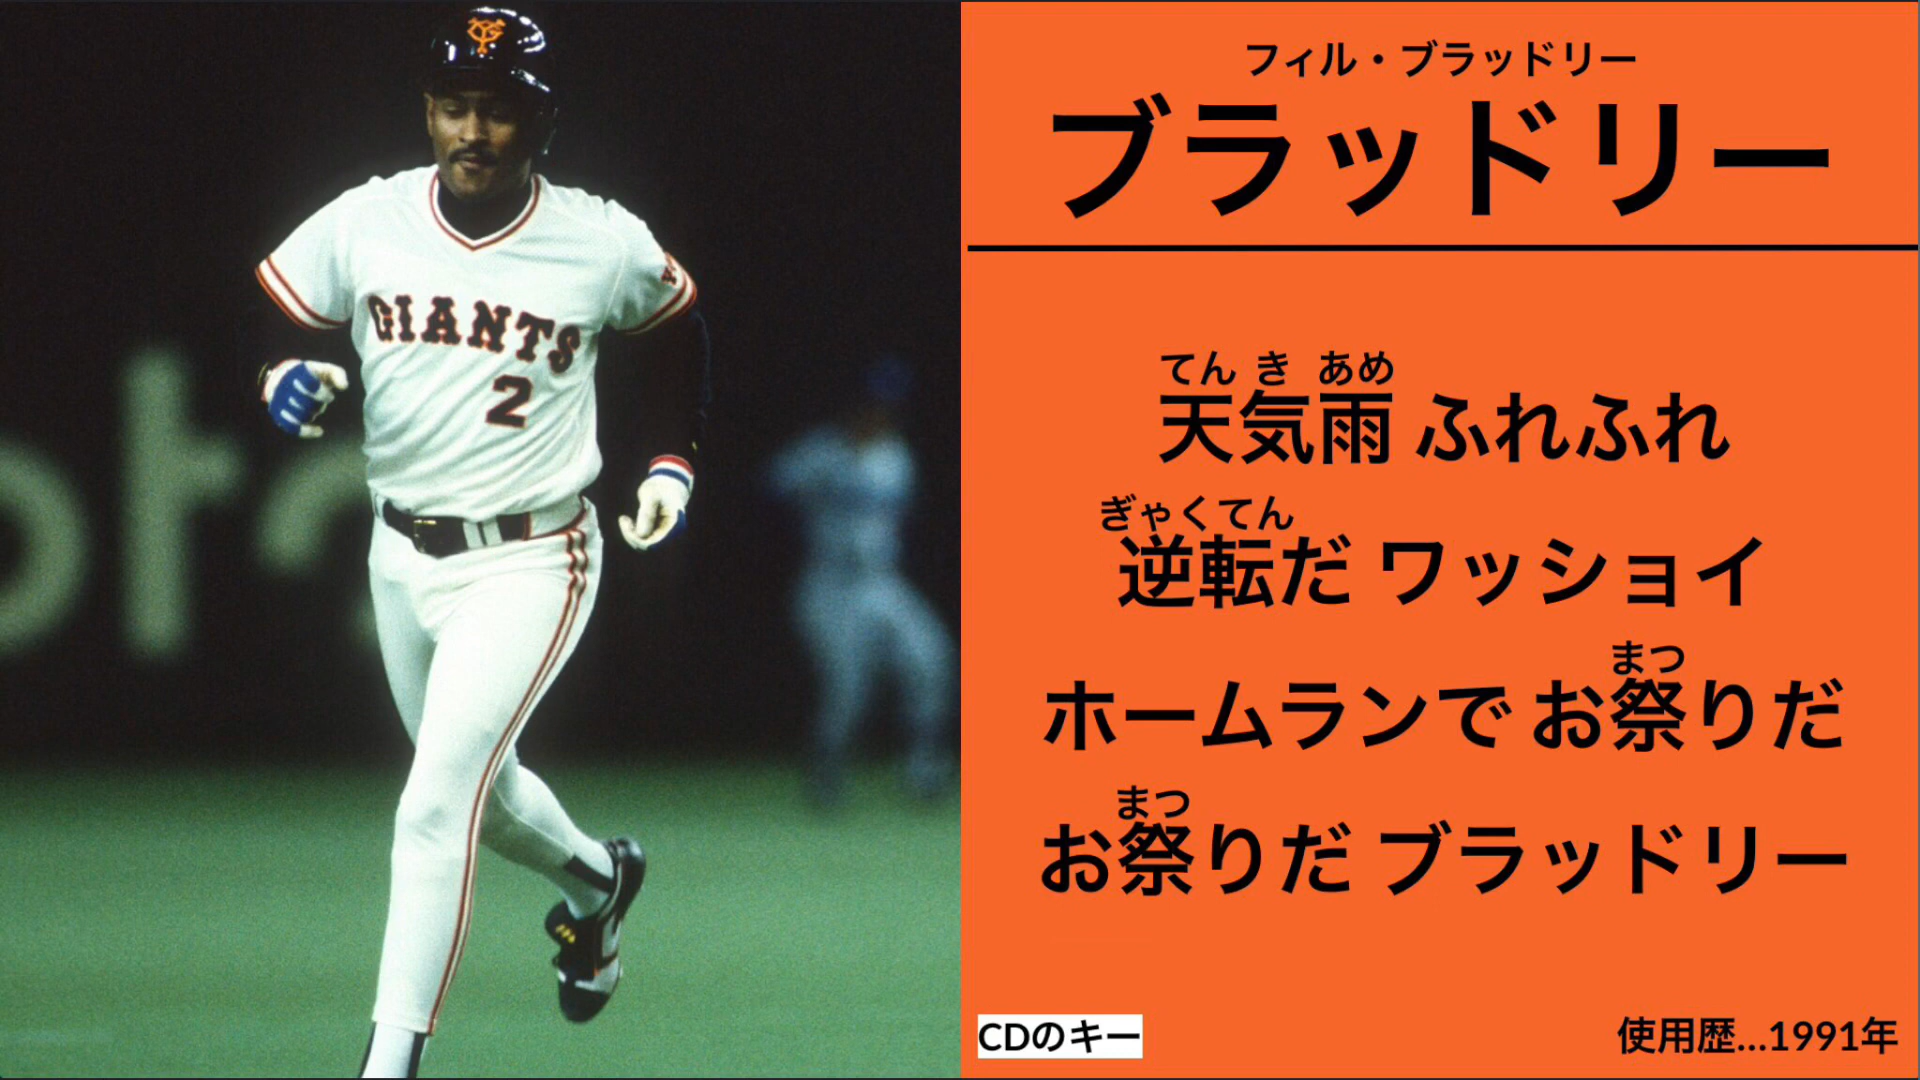 YG
GIANTS
2
フィル・ブラッドリー
ブラッドリー
てん き あめ
天気雨 ふれふれ
ぎゃくてん
逆転だ ワッショイ
まつ
ホームランで お祭りだ
まつ
お祭りだ ブラッドリー
CDのキー
使用歴...1991年